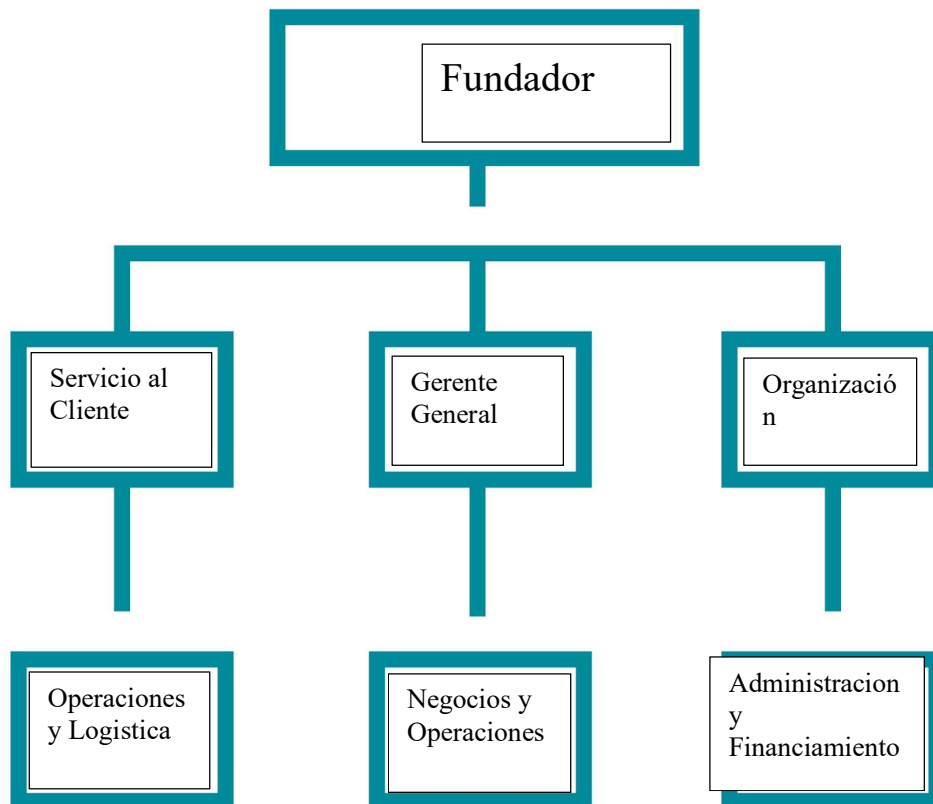 Fundador
Servicio al
Cliente
Gerente
General
Organizació
n
Operaciones
y Logistica
Negocios y
Operaciones
Administracion
y
Financiamiento